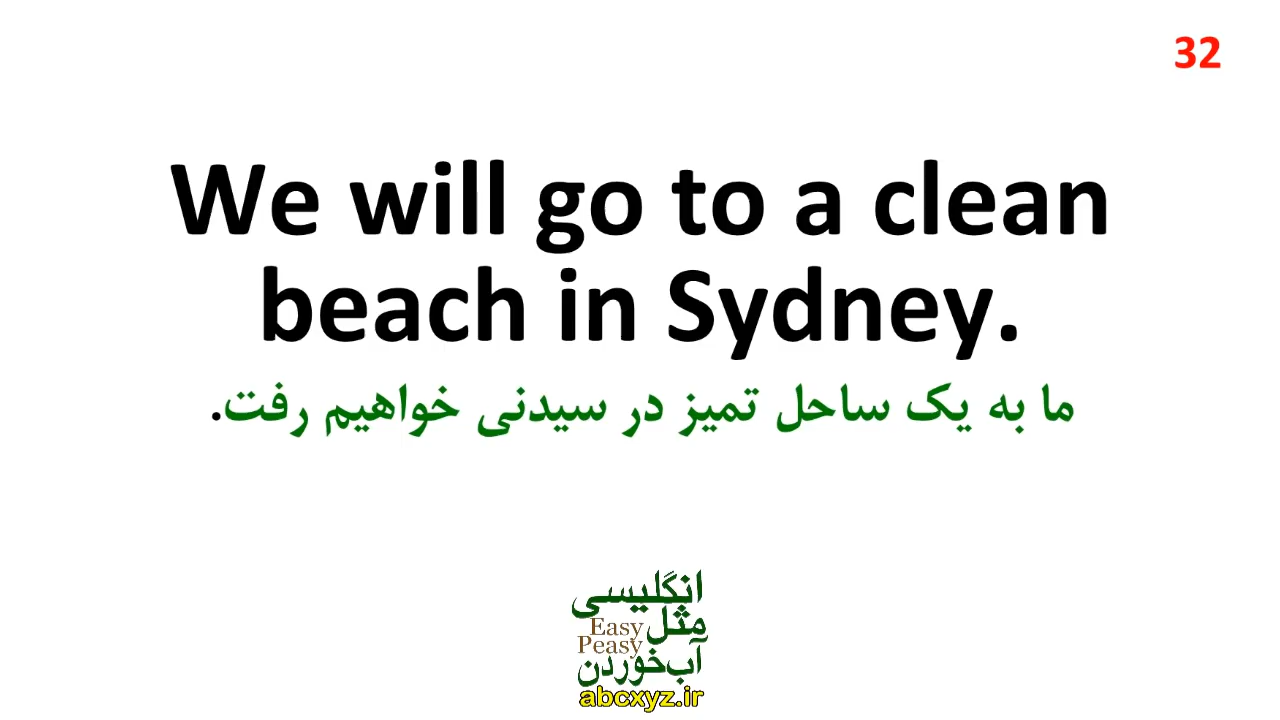 32
We will go to a clean
beach in Sydney.
ما به یک ساحل تمیز در سیدنی خواهیم رفت.
انگلیسی
مثل
Easy
Peasy
آب‌خوردن
abcxyz.ir